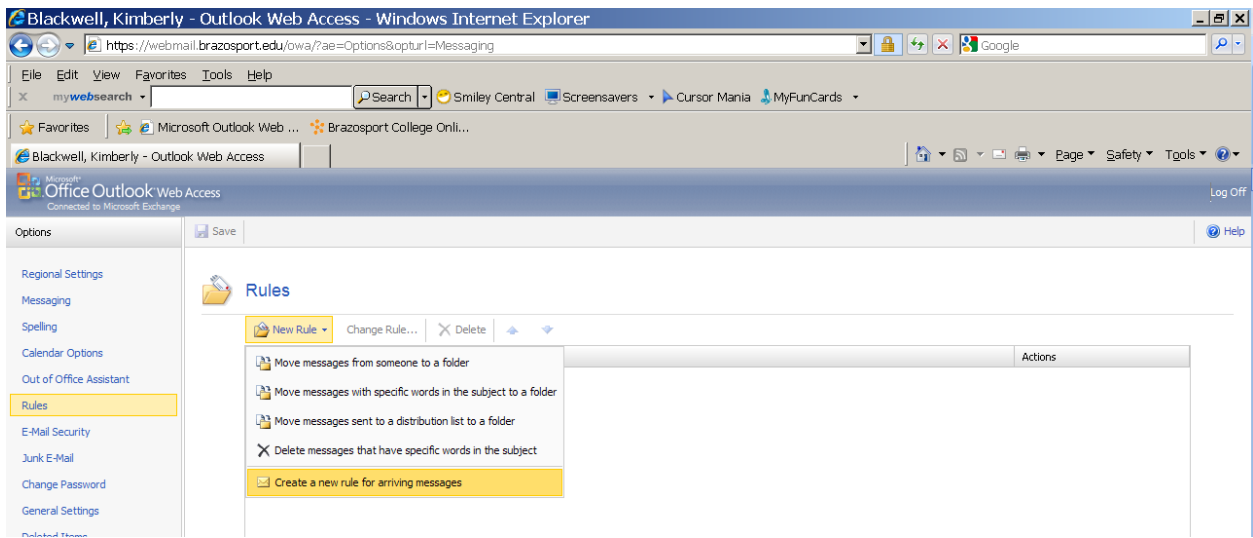 Blackwell, Kimberly - Outlook Web Access - Windows Internet Explorer
https://webmail.brazosport.edu/owa/?ae=Options&opturl=Messaging
Google
File Edit View Favorites Tools Help
x mywebsearch Search Smiley Central Screensavers Cursor Mania MyFunCards
Favorites Microsoft Outlook Web ... Brazosport College Onli...
Blackwell, Kimberly - Outlook Web Access Page Safety Tools
Microsoft
Office Outlook Web Access Log Off
Connected to Microsoft Exchange
Options Save Help
Regional Settings
Rules
Messaging
Spelling
New Rule Change Rule... Delete
Calendar Options
Actions
Move messages from someone to a folder
Out of Office Assistant
Move messages with specific words in the subject to a folder
Rules
Move messages sent to a distribution list to a folder
E-Mail Security
Delete messages that have specific words in the subject
Junk E-Mail
Create a new rule for arriving messages
Change Password
General Settings
Deleted Items